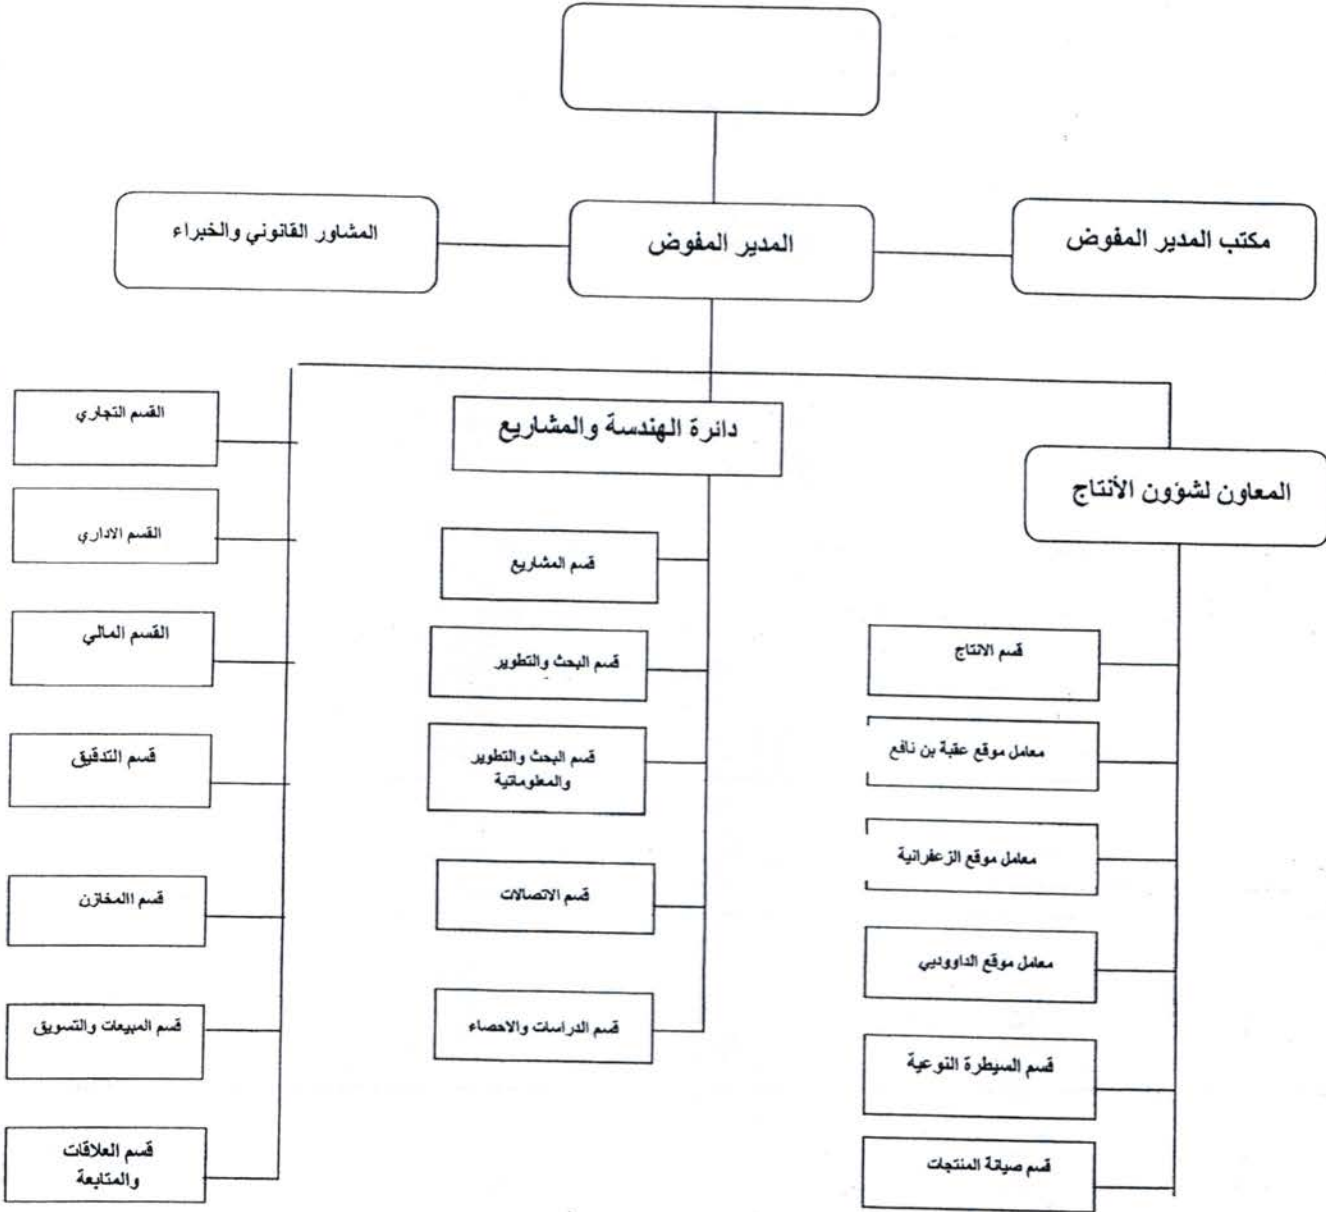 مكتب المدير المفوض
المدير المفوض
المشاور القانوني والخبراء
المعاون لشؤون الأنتاج
قسم الانتاج
معامل موقع عقبة بن نافع
معامل موقع الزعفرانية
معامل موقع الداوودي
قسم السيطرة النوعية
قسم صيانة المنتجات
دائرة الهندسة والمشاريع
قسم المشاريع
قسم البحث والتطوير
قسم البحث والتطوير
والمعلوماتية
قسم الاتصالات
قسم الدراسات والاحصاء
القسم التجاري
القسم الاداري
القسم المالي
قسم التدقيق
قسم االمخازن
قسم المبيعات والتسويق
قسم العلاقات
والمتابعة